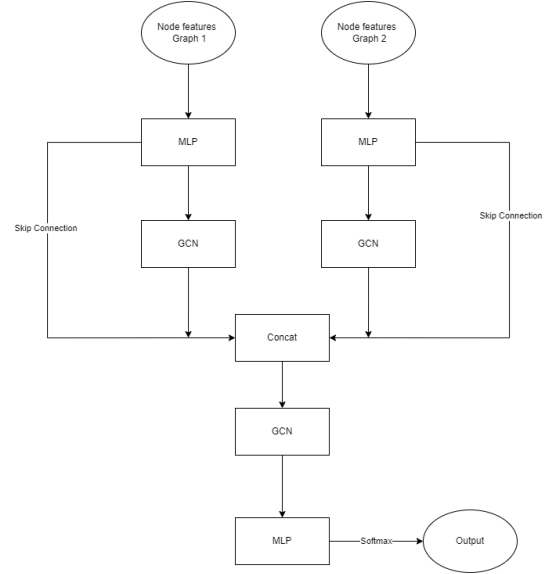 Node features
Graph 1
Node features
Graph 2
MLP
MLP
Skip Connection
Skip Connection
GCN
GCN
Concat
GCN
MLP
Softmax
Output